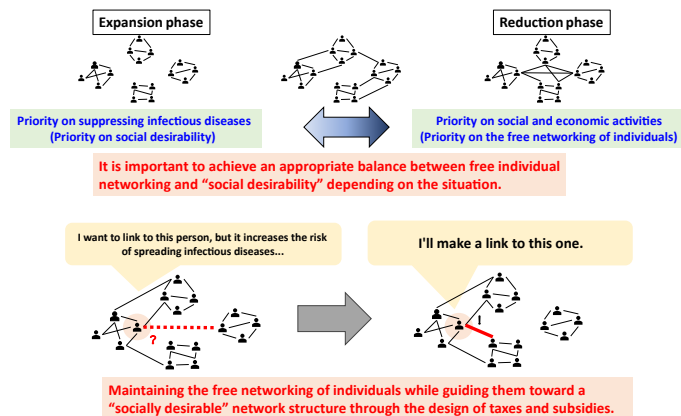 Expansion phase
Reduction phase
Priority on suppressing infectious diseases
(Priority on social desirability)
Priority on social and economic activities
(Priority on the free networking of individuals)
It is important to achieve an appropriate balance between free individual
networking and “social desirability” depending on the situation.
I want to link to this person, but it increases the risk
of spreading infectious diseases...
I'll make a link to this one.
?
!
Maintaining the free networking of individuals while guiding them toward a
“socially desirable” network structure through the design of taxes and subsidies.